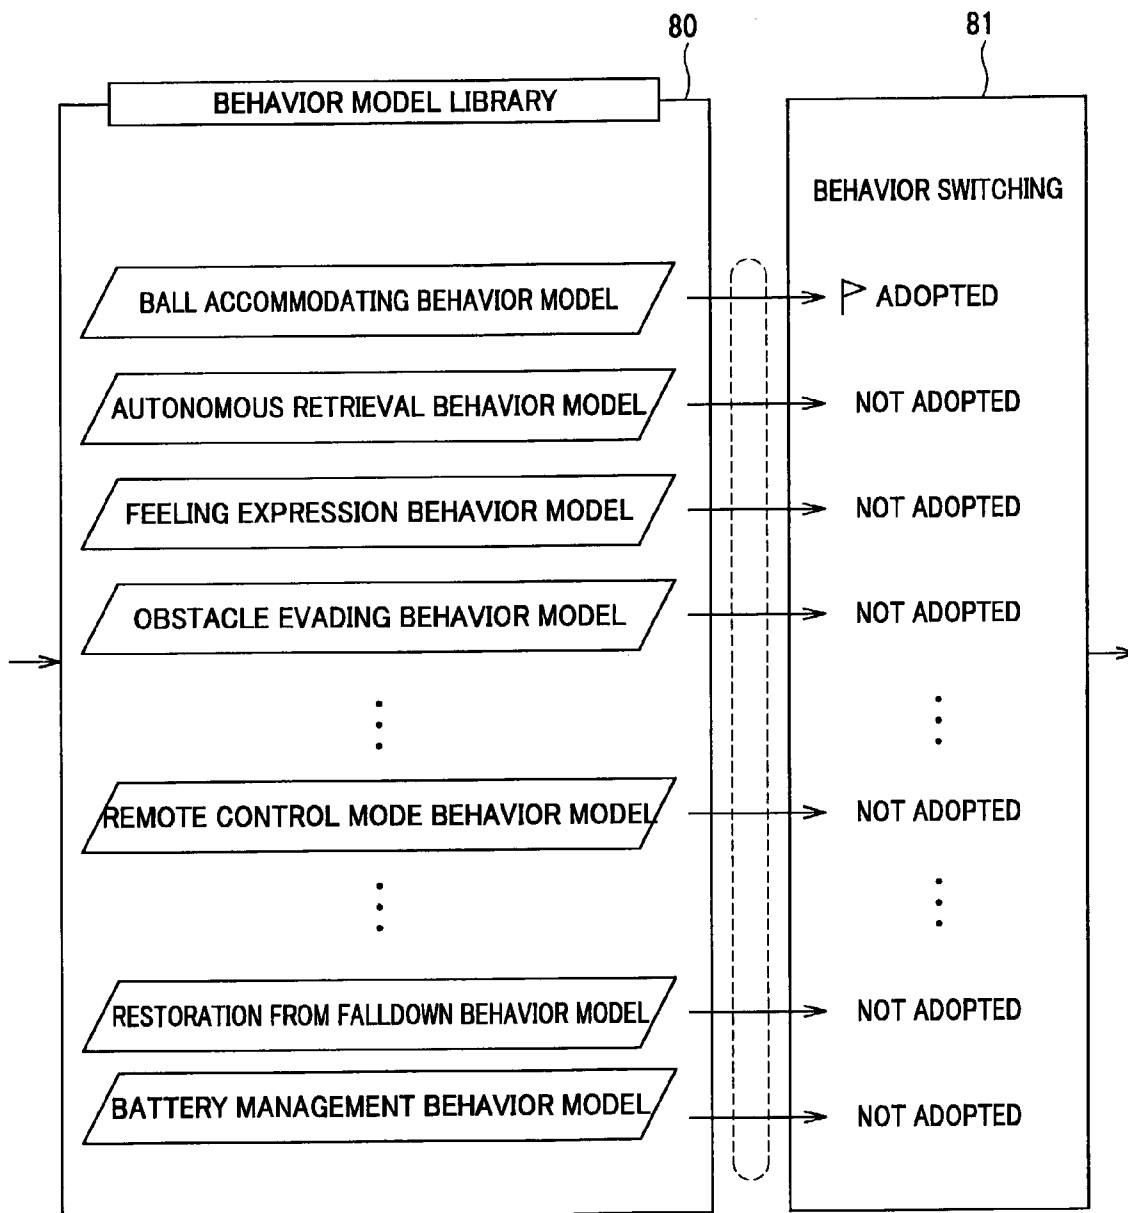 80
81
BEHAVIOR MODEL LIBRARY
BEHAVIOR SWITCHING
BALL ACCOMMODATING BEHAVIOR MODEL
ADOPTED
AUTONOMOUS RETRIEVAL BEHAVIOR MODEL
NOT ADOPTED
FEELING EXPRESSION BEHAVIOR MODEL
NOT ADOPTED
OBSTACLE EVADING BEHAVIOR MODEL
NOT ADOPTED
REMOTE CONTROL MODE BEHAVIOR MODEL
NOT ADOPTED
RESTORATION FROM FALLDOWN BEHAVIOR MODEL
NOT ADOPTED
BATTERY MANAGEMENT BEHAVIOR MODEL
NOT ADOPTED